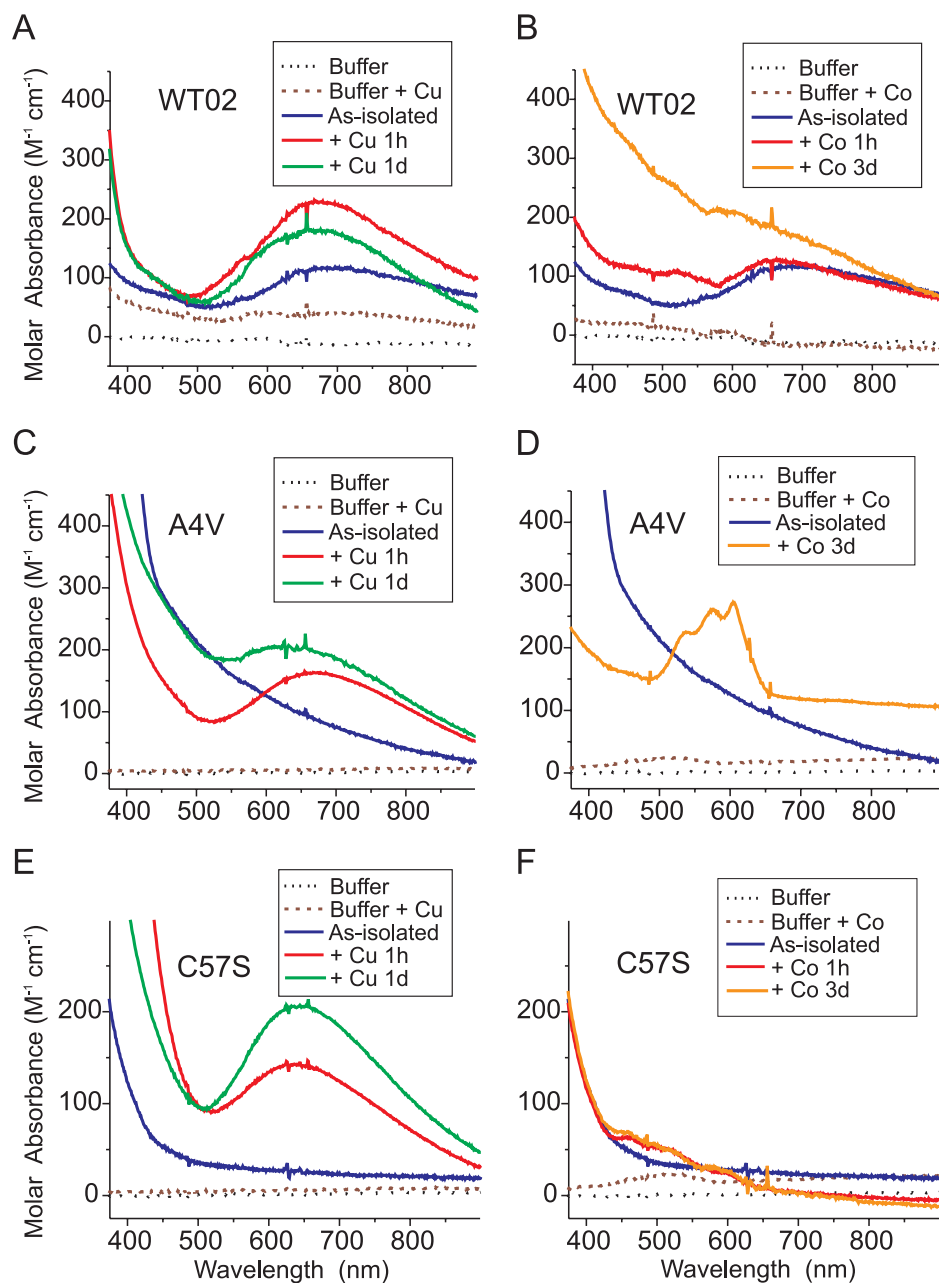 A
WT02
Buffer
Buffer + Cu
As-isolated
+ Cu 1h
+ Cu 1d
400
300
200
100
0
400 500 600 700 800
Molar Absorbance (M⁻¹ cm⁻¹)
B
WT02
Buffer
Buffer + Co
As-isolated
+ Co 1h
+ Co 3d
400
300
200
100
0
400 500 600 700 800
C
A4V
Buffer
Buffer + Cu
As-isolated
+ Cu 1h
+ Cu 1d
400
300
200
100
0
400 500 600 700 800
Molar Absorbance (M⁻¹ cm⁻¹)
D
A4V
Buffer
Buffer + Co
As-isolated
+ Co 3d
400
300
200
100
0
400 500 600 700 800
E
C57S
Buffer
Buffer + Cu
As-isolated
+ Cu 1h
+ Cu 1d
200
100
0
400 500 600 700 800
Molar Absorbance (M⁻¹ cm⁻¹)
Wavelength (nm)
F
C57S
Buffer
Buffer + Co
As-isolated
+ Co 1h
+ Co 3d
200
100
0
400 500 600 700 800
Wavelength (nm)